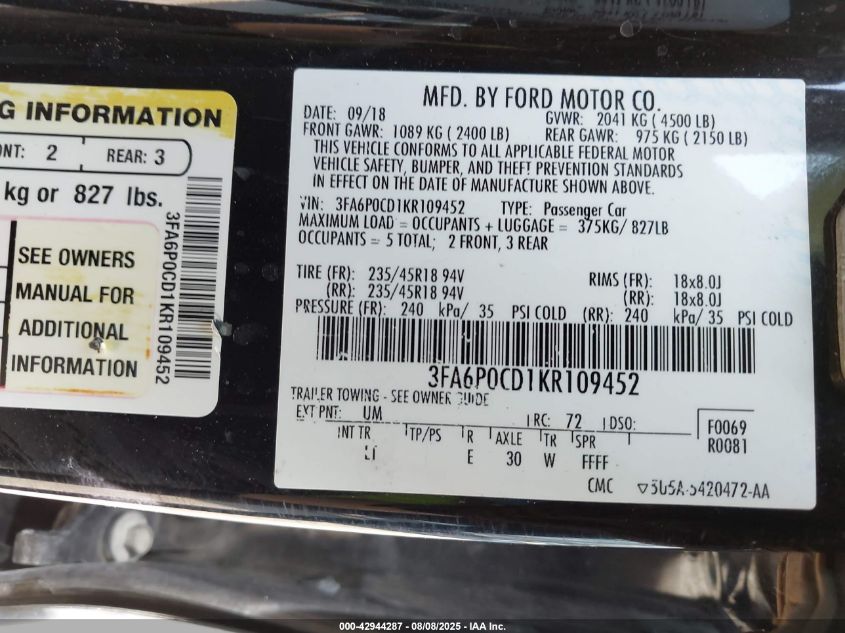 G INFORMATION
NT: 2 REAR: 3
kg or 827 lbs.
SEE OWNERS
MANUAL FOR
ADDITIONAL
INFORMATION
3FA6P0CD1KR109452
MFD. BY FORD MOTOR CO.
DATE: 09/18 GVWR: 2041 KG ( 4500 LB)
FRONT GAWR: 1089 KG ( 2400 LB) REAR GAWR: 975 KG ( 2150 LB)
THIS VEHICLE CONFORMS TO ALL APPLICABLE FEDERAL MOTOR
VEHICLE SAFETY, BUMPER, AND THEFT PREVENTION STANDARDS
IN EFFECT ON THE DATE OF MANUFACTURE SHOWN ABOVE.
VIN: 3FA6P0CD1KR109452 TYPE: Passenger Car
MAXIMUM LOAD = OCCUPANTS + LUGGAGE = 375KG/ 827LB
OCCUPANTS = 5 TOTAL; 2 FRONT, 3 REAR
TIRE (FR): 235/45R18 94V RIMS (FR): 18x8.0J
(RR): 235/45R18 94V (RR): 18x8.0J
PRESSURE (FR): 240 kPa/ 35 PSI COLD (RR): 240 kPa/ 35 PSI COLD
3FA6P0CD1KR109452
TRAILER TOWING - SEE OWNER GUIDE
EXT PNT: UM RC: 72 DSO: F0069
INT TR TP/PS R AXLE TR SPR R0081
E 30 W FFFF
CMC
000-42944287 - 08/08/2025 - IAA Inc.